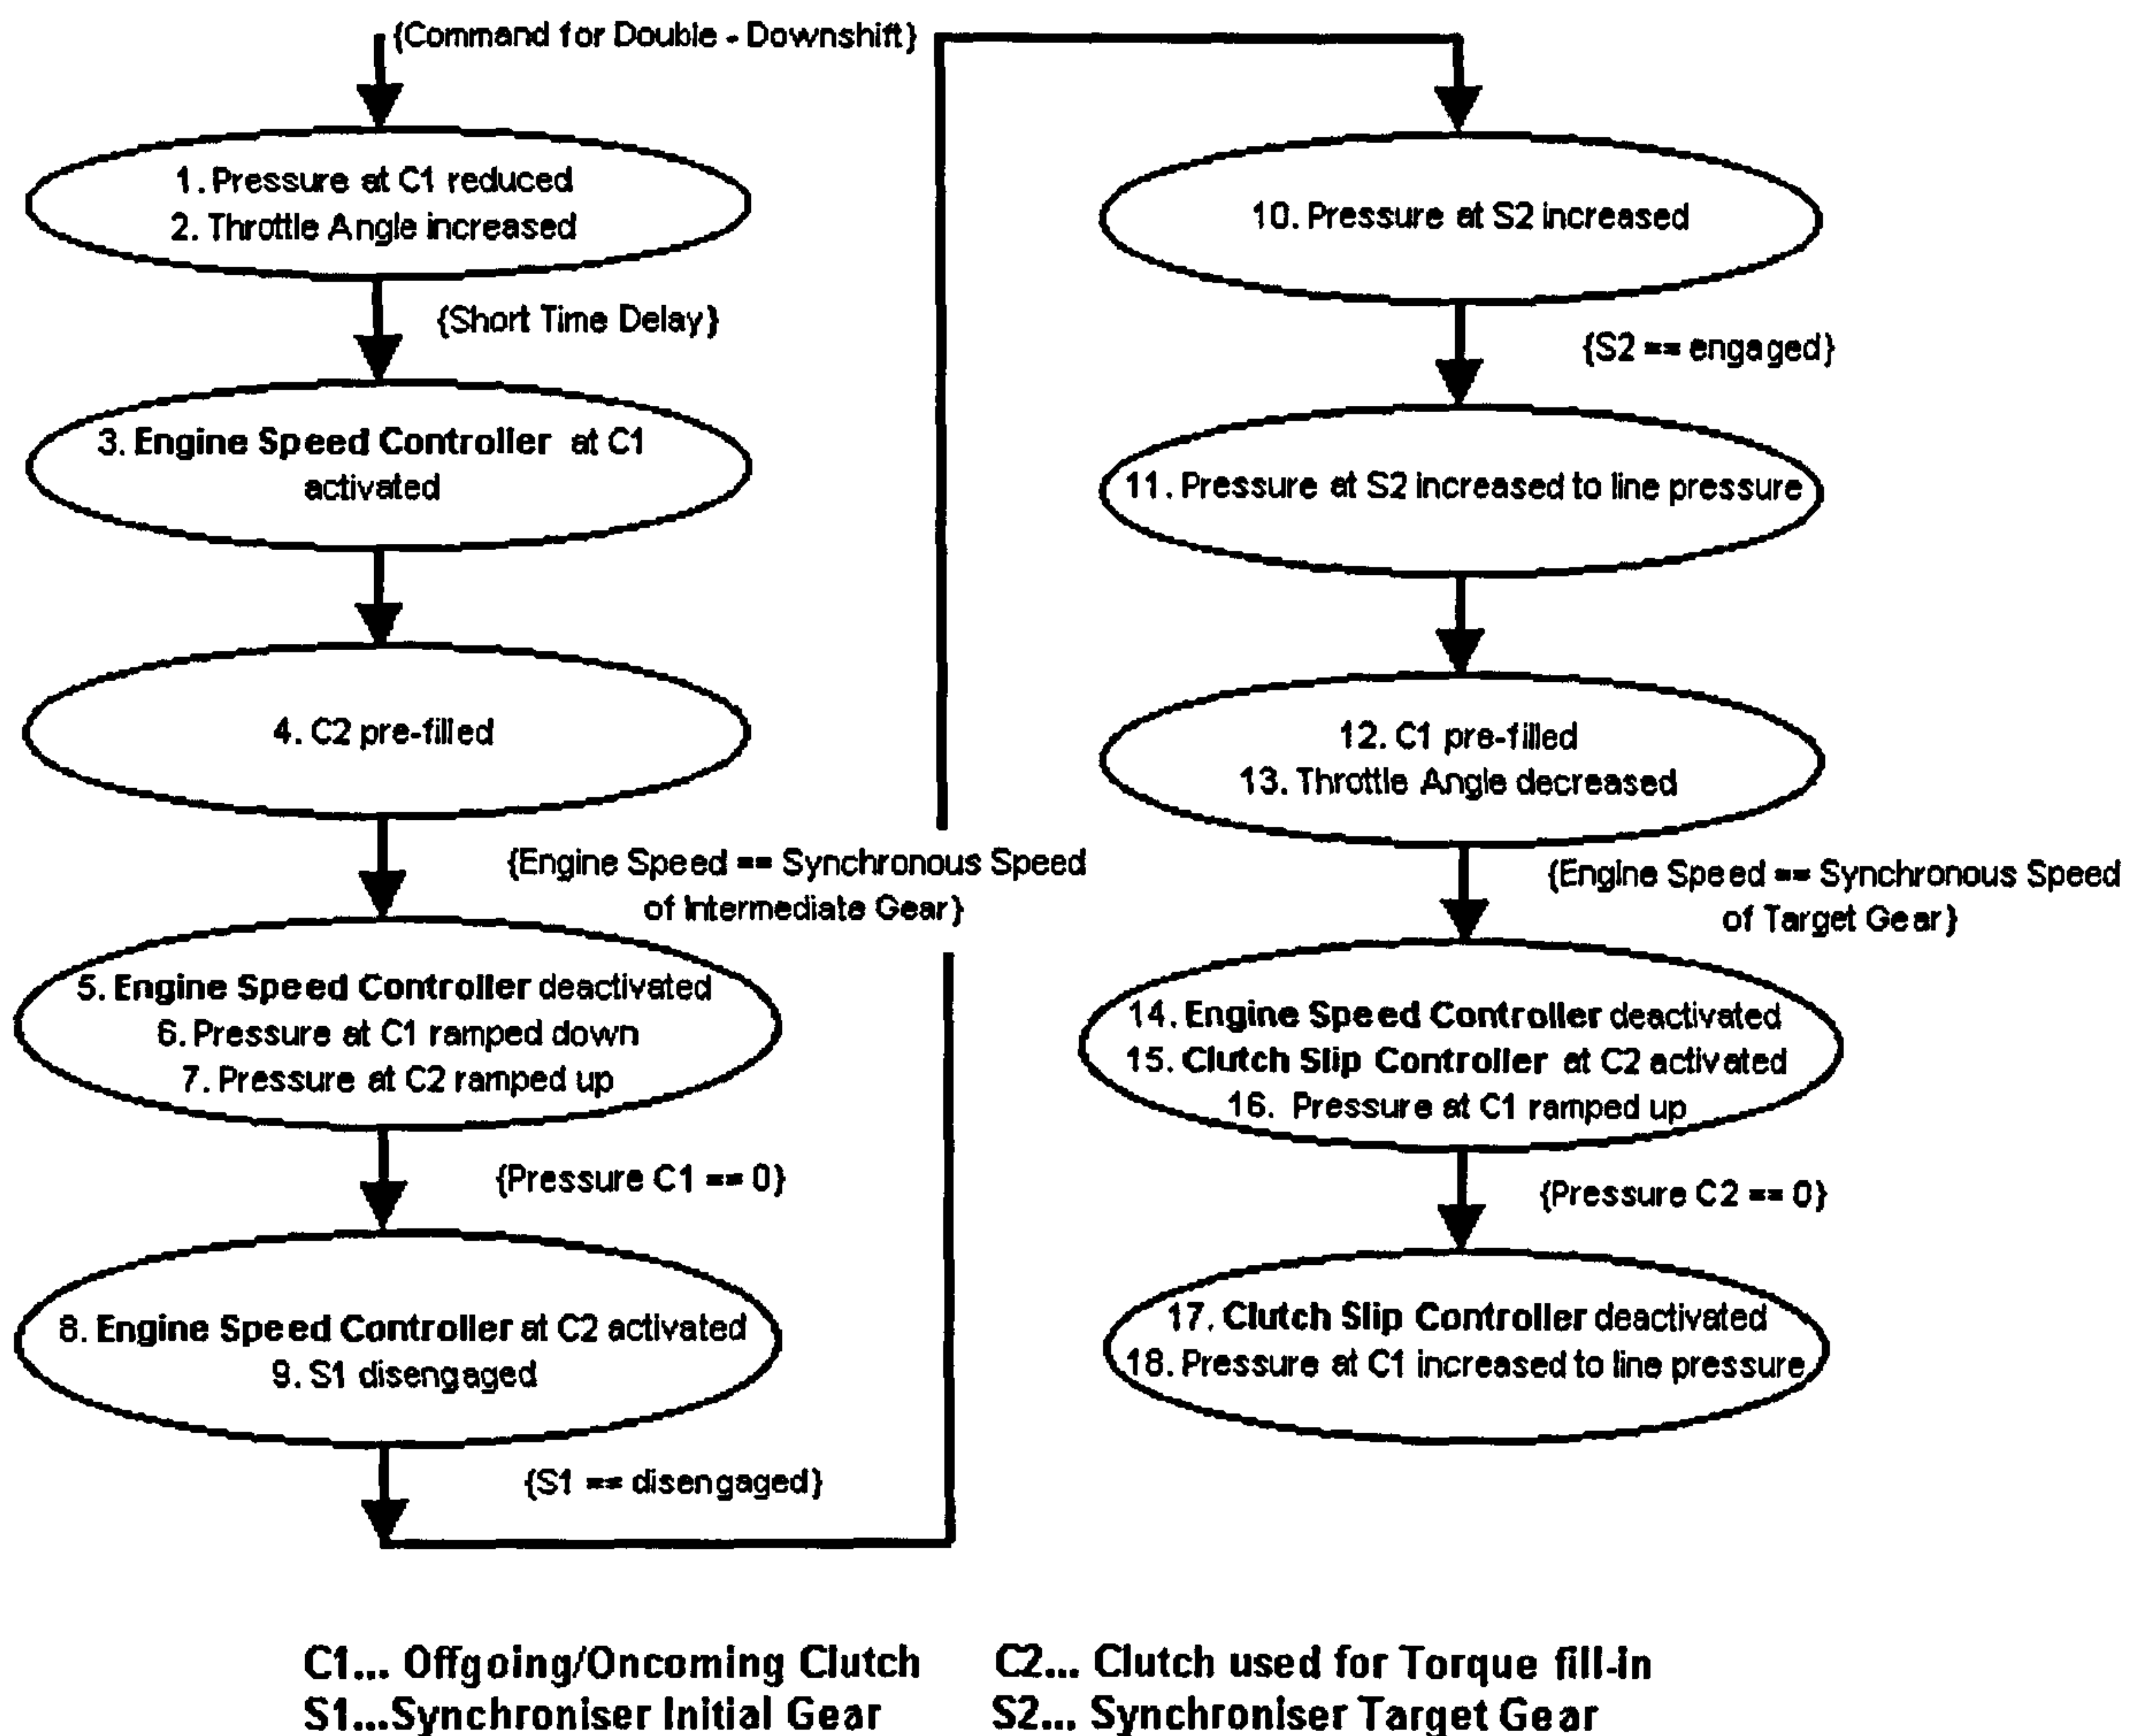 {Command for Double - Downshift}
1. Pressure at C1 reduced
2. Throttle Angle increased
{Short Time Delay}
3. Engine Speed Controller at C1
activated
4. C2 pre-filled
{Engine Speed == Synchronous Speed
of Intermediate Gear}
5. Engine Speed Controller deactivated
6. Pressure at C1 ramped down
7. Pressure at C2 ramped up
{Pressure C1 == 0}
8. Engine Speed Controller at C2 activated
9. S1 disengaged
{S1 == disengaged}
10. Pressure at S2 increased
{S2 == engaged}
11. Pressure at S2 increased to line pressure
12. C1 pre-filled
13. Throttle Angle decreased
{Engine Speed == Synchronous Speed
of Target Gear}
14. Engine Speed Controller deactivated
15. Clutch Slip Controller at C2 activated
16. Pressure at C1 ramped up
{Pressure C2 == 0}
17. Clutch Slip Controller deactivated
18. Pressure at C1 increased to line pressure
C1... Offgoing/Oncoming Clutch
C2... Clutch used for Torque fill-in
S1...Synchroniser Initial Gear
S2... Synchroniser Target Gear